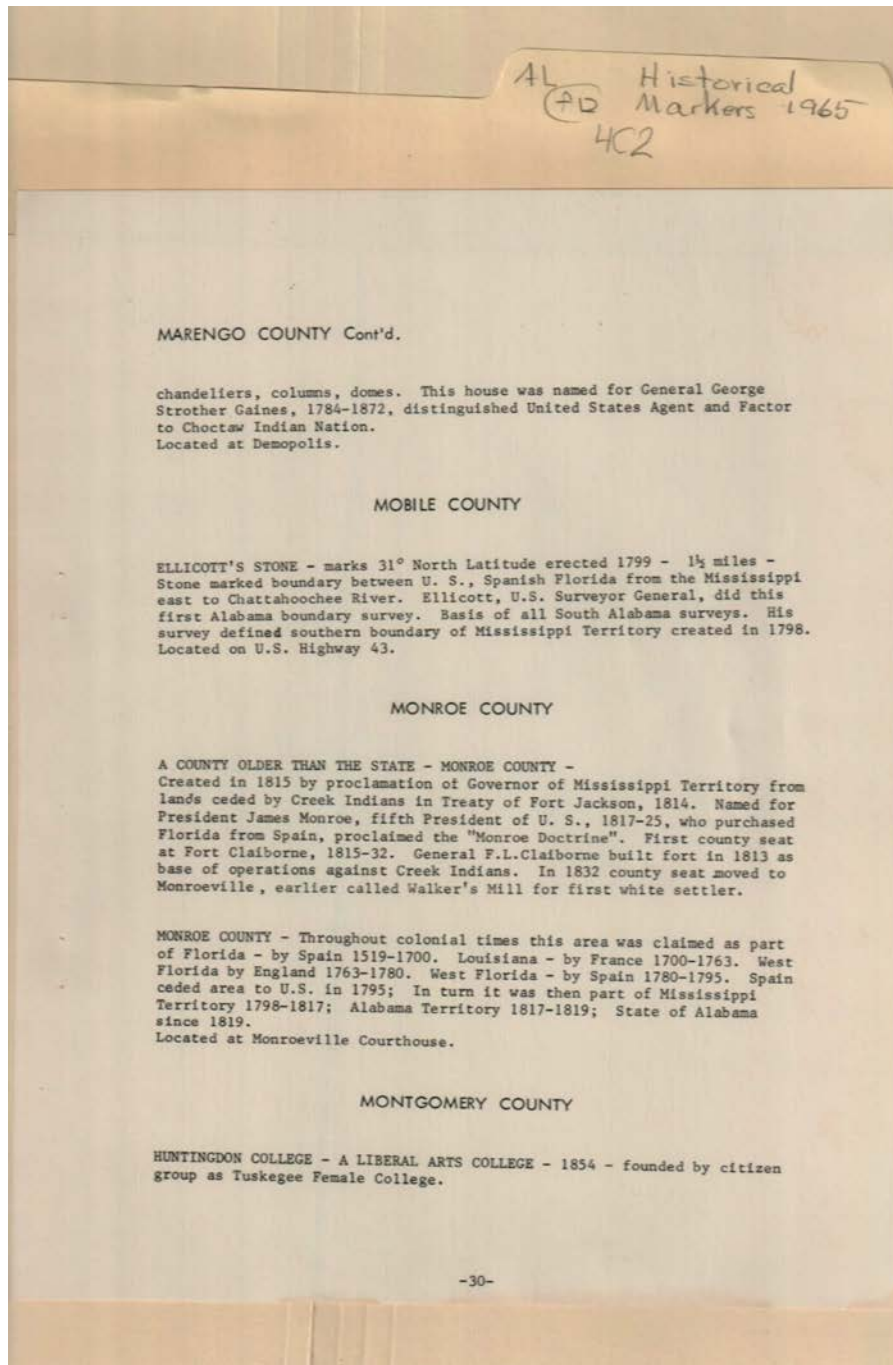 AL Historical
Markers 1965
4C2
MARENGO COUNTY Cont'd.
chandeliers, columns, domes. This house was named for General George
Strother Gaines, 1784-1872, distinguished United States Agent and Factor
to Choctaw Indian Nation.
Located at Demopolis.
MOBILE COUNTY
ELLICOTT'S STONE - marks 31° North Latitude erected 1799 - 1½ miles -
Stone marked boundary between U. S., Spanish Florida from the Mississippi
east to Chattahoochee River. Ellicott, U.S. Surveyor General, did this
first Alabama boundary survey. Basis of all South Alabama surveys. His
survey defined southern boundary of Mississippi Territory created in 1798.
Located on U.S. Highway 43.
MONROE COUNTY
A COUNTY OLDER THAN THE STATE - MONROE COUNTY -
Created in 1815 by proclamation of Governor of Mississippi Territory from
lands ceded by Creek Indians in Treaty of Fort Jackson, 1814. Named for
President James Monroe, fifth President of U. S., 1817-25, who purchased
Florida from Spain, proclaimed the "Monroe Doctrine". First county seat
at Fort Claiborne, 1815-32. General F.L.Claiborne built fort in 1813 as
base of operations against Creek Indians. In 1832 county seat moved to
Monroeville, earlier called Walker's Mill for first white settler.
MONROE COUNTY - Throughout colonial times this area was claimed as part
of Florida - by Spain 1519-1700. Louisiana - by France 1700-1763. West
Florida by England 1763-1780. West Florida - by Spain 1780-1795. Spain
ceded area to U.S. in 1795; In turn it was then part of Mississippi
Territory 1798-1817; Alabama Territory 1817-1819; State of Alabama
since 1819.
Located at Monroeville Courthouse.
MONTGOMERY COUNTY
HUNTINGDON COLLEGE - A LIBERAL ARTS COLLEGE - 1854 - founded by citizen
group as Tuskegee Female College.
-30-